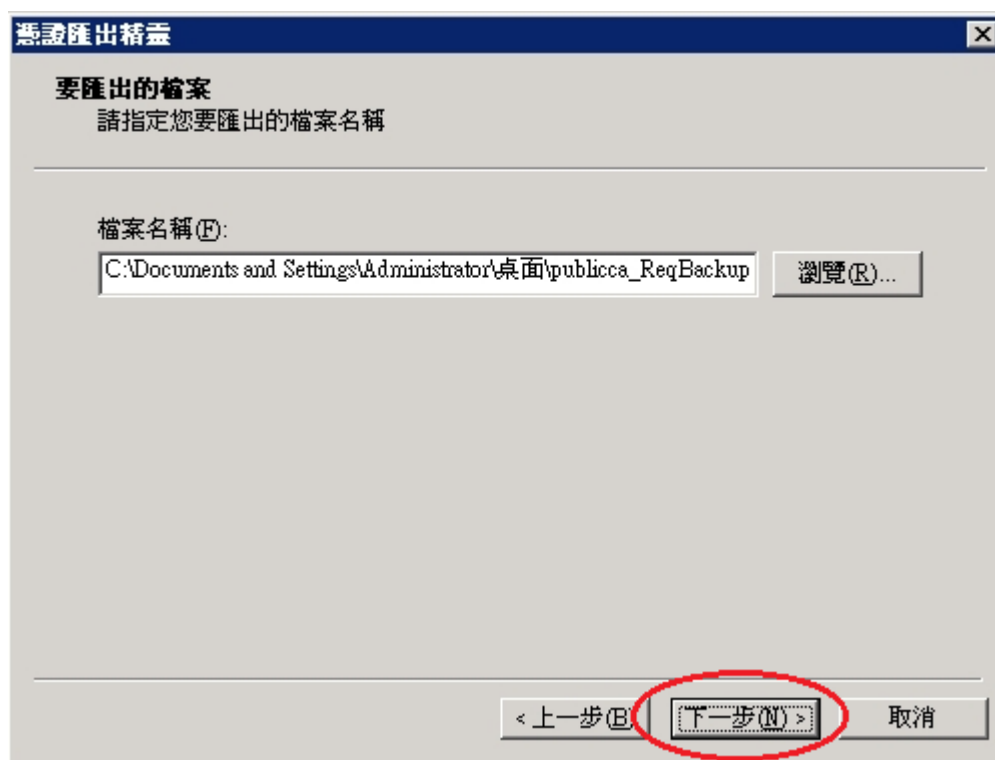 憑證匯出精靈
要匯出的檔案
請指定您要匯出的檔案名稱
檔案名稱(F):
C:\Documents and Settings\Administrator\桌面\publicca_ReqBackup
瀏覽(R)...
<上一步(B)
下一步(N) >
取消